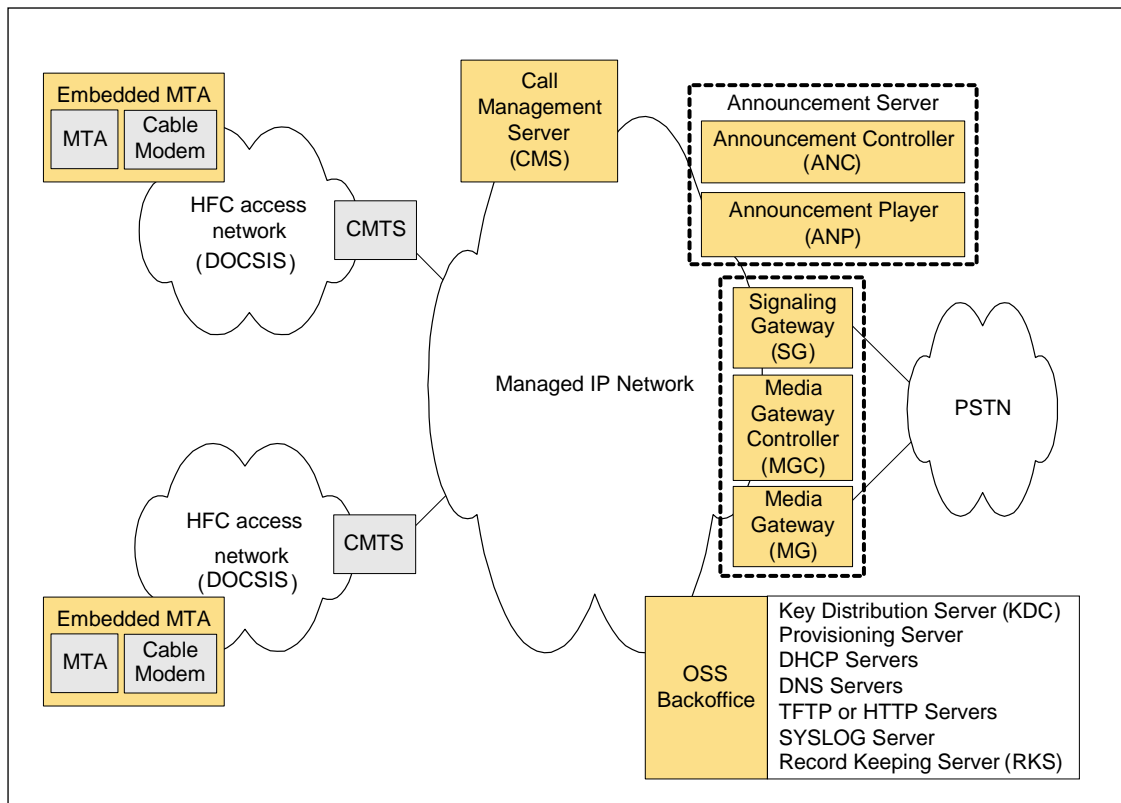 Embedded MTA
MTA
Cable
Modem
HFC access
network
(DOCSIS)
CMTS
Call
Management
Server
(CMS)
Announcement Server
Announcement Controller
(ANC)
Announcement Player
(ANP)
Signaling
Gateway
(SG)
Media
Gateway
Controller
(MGC)
Media
Gateway
(MG)
Managed IP Network
PSTN
HFC access
network
(DOCSIS)
CMTS
Embedded MTA
MTA
Cable
Modem
OSS
Backoffice
Key Distribution Server (KDC)
Provisioning Server
DHCP Servers
DNS Servers
TFTP or HTTP Servers
SYSLOG Server
Record Keeping Server (RKS)